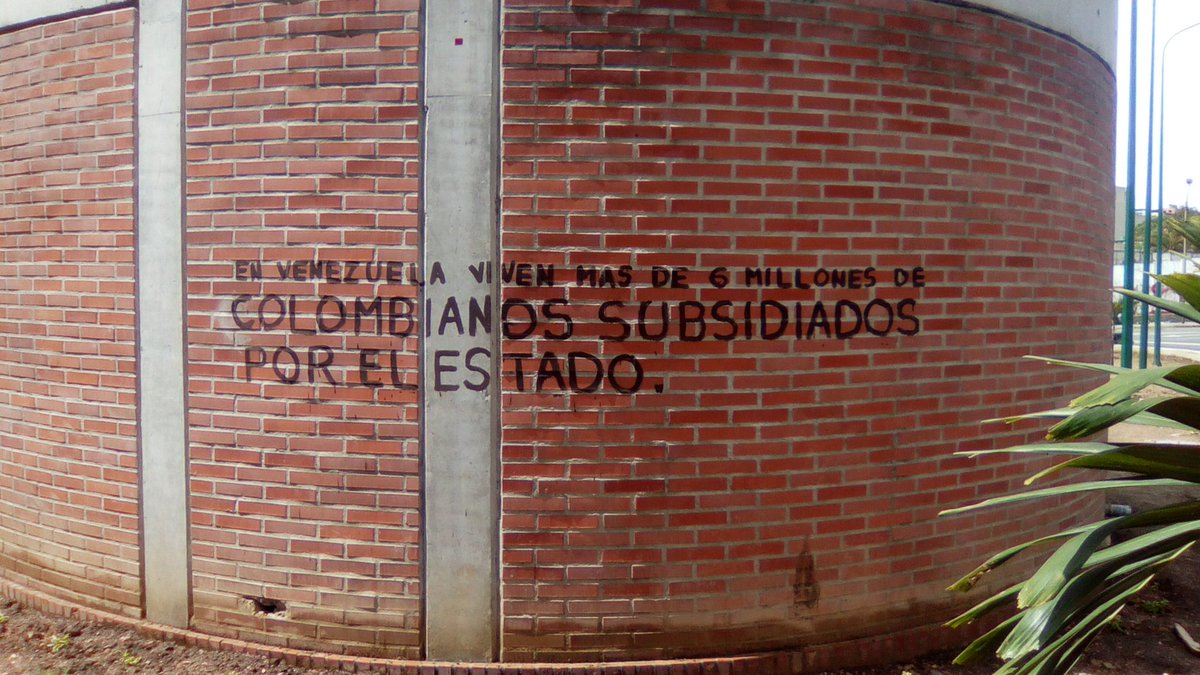 EN VENEZUELA VIVEN MAS DE 6 MILLONES DE
COLOMBIANOS SUBSIDIADOS
POR EL ESTADO.